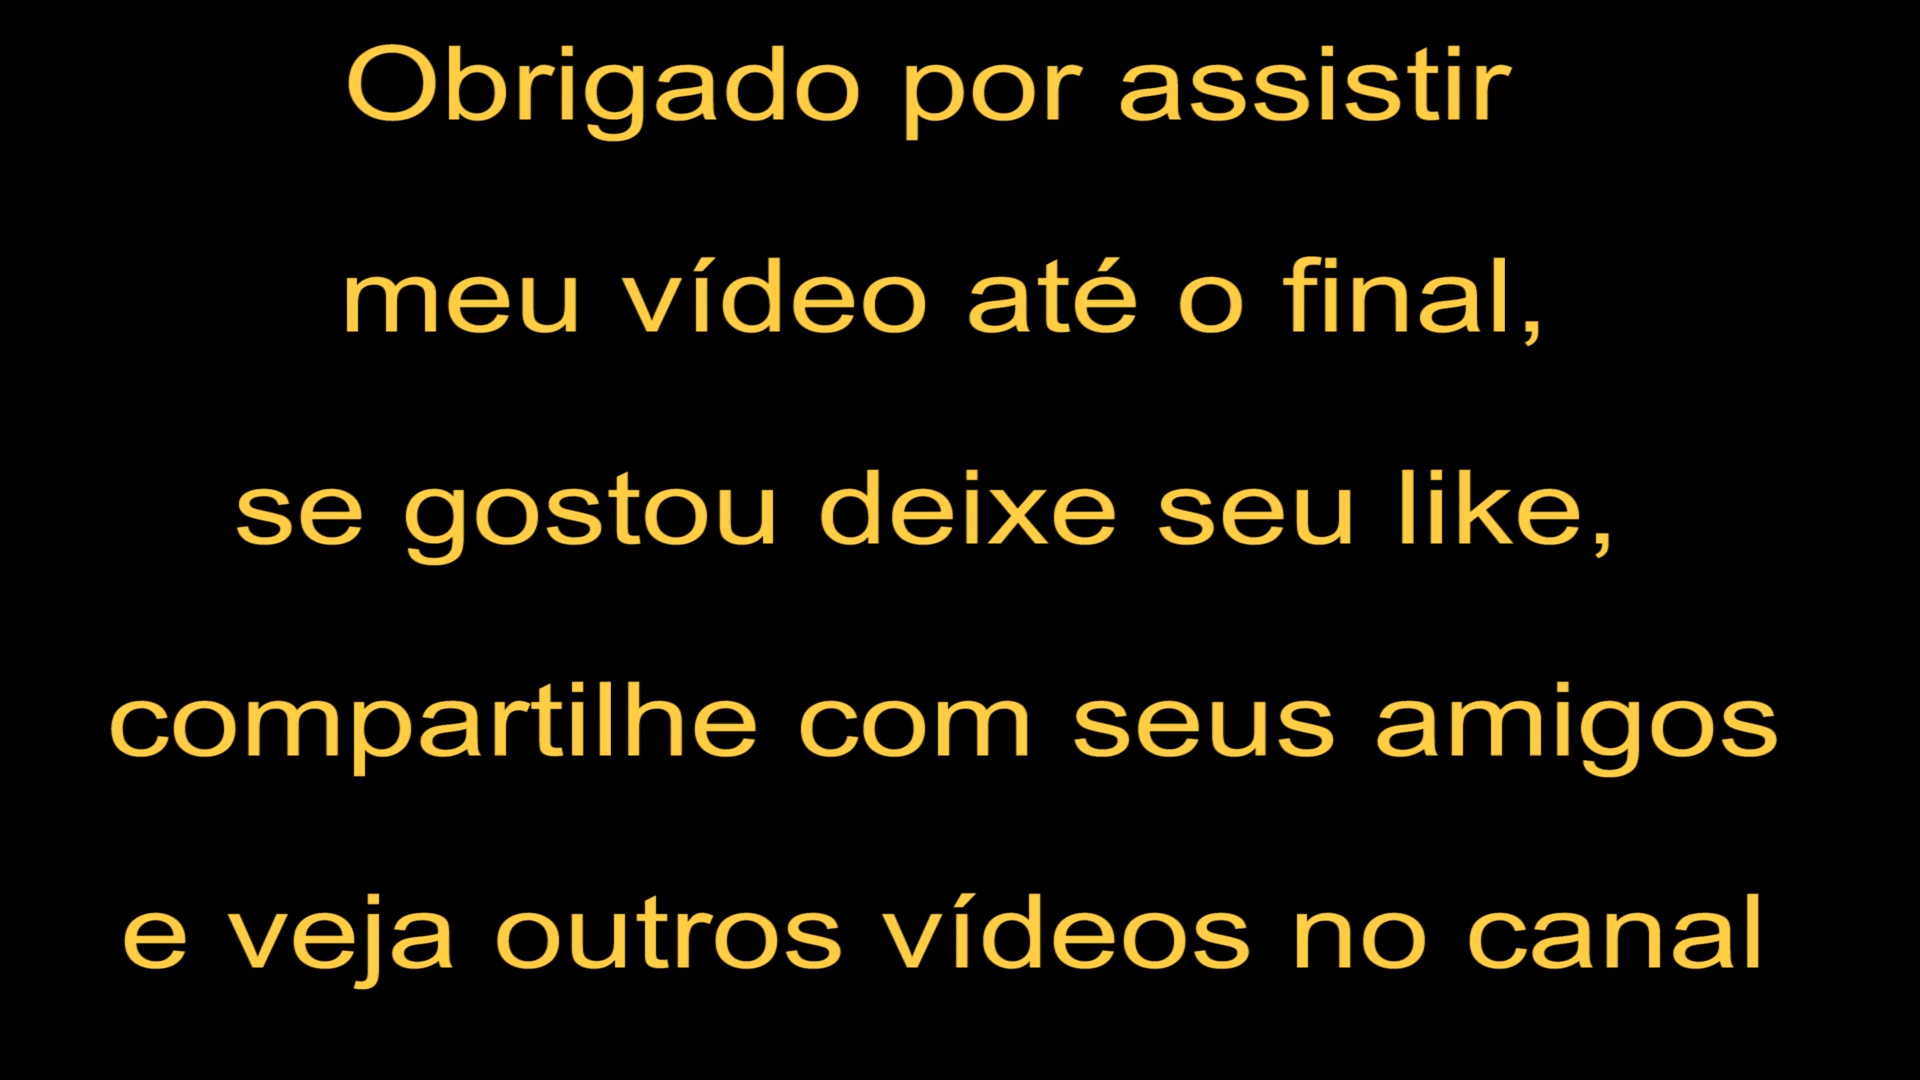 Obrigado por assistir
meu vídeo até o final,
se gostou deixe seu like,
compartilhe com seus amigos
e veja outros vídeos no canal